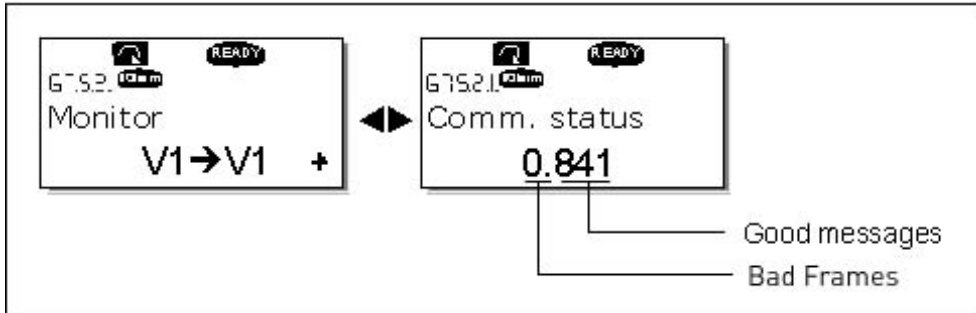 READY
G7.5.2.
Monitor
V1→V1 +
READY
G7.5.2.1.
Comm. status
0.841
Good messages
Bad Frames